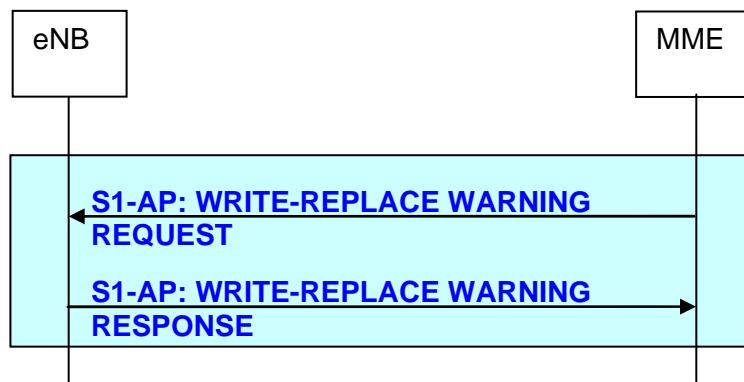 eNB
MME
S1-AP: WRITE-REPLACE WARNING
REQUEST
S1-AP: WRITE-REPLACE WARNING
RESPONSE